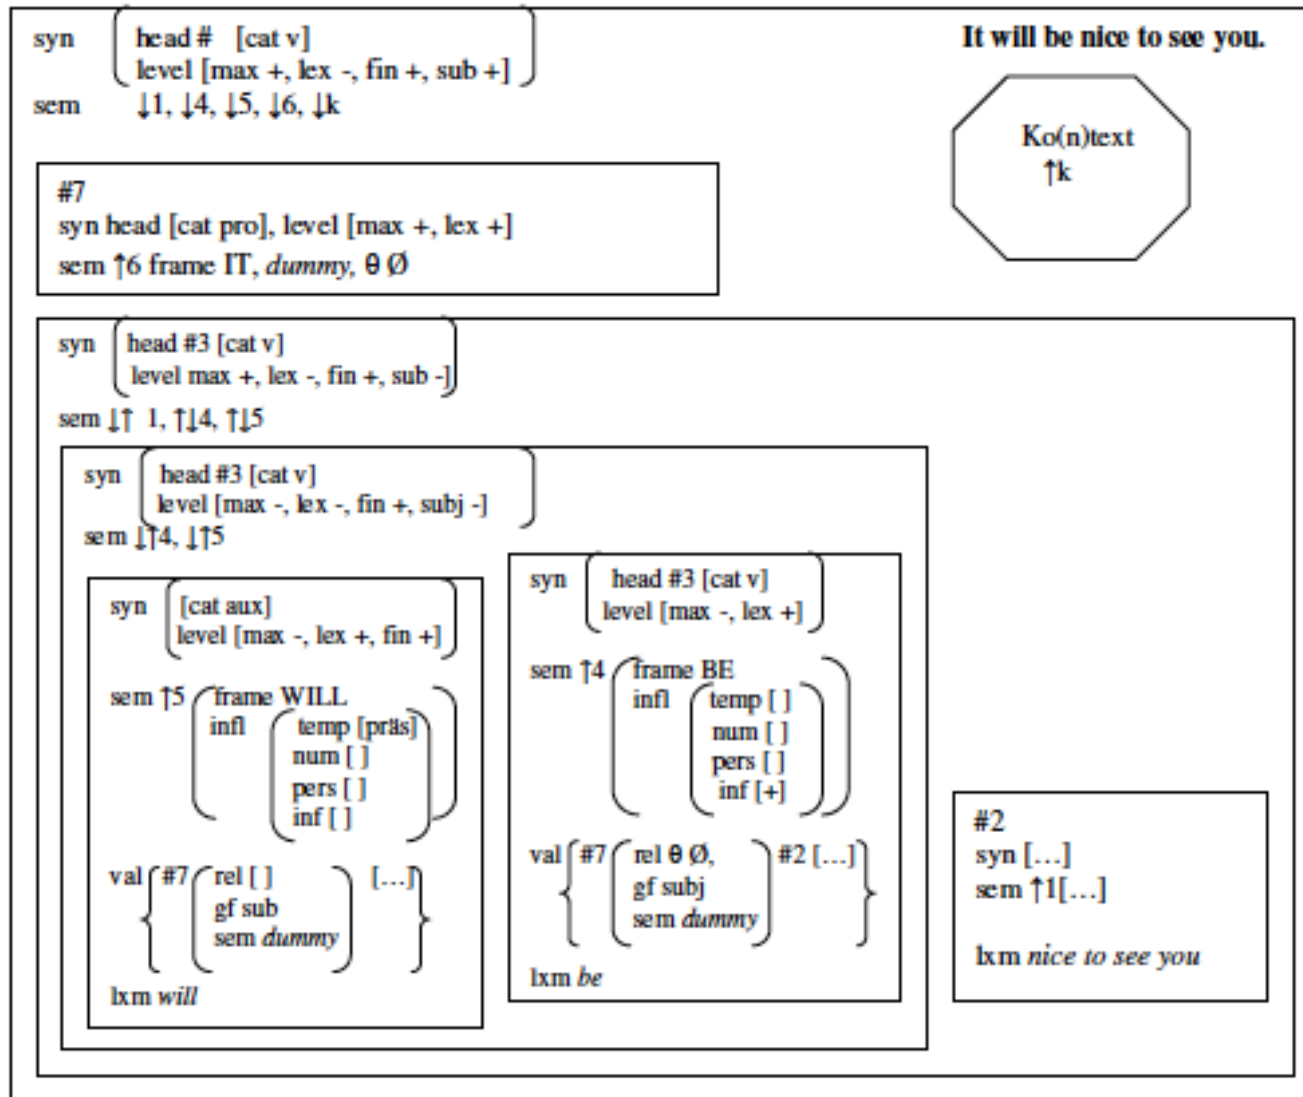 It will be nice to see you.
syn head # [cat v]
level [max +, lex -, fin +, sub +]
sem ↓1, ↓4, ↓5, ↓6, ↓k
Ko(n)text
↑k
#7
syn head [cat pro], level [max +, lex +]
sem ↑6 frame IT, dummy, θ Ø
syn head #3 [cat v]
level max +, lex -, fin +, sub -]
sem ↓↑ 1, ↑↓4, ↑↓5
syn head #3 [cat v]
level [max -, lex -, fin +, subj -]
sem ↓↑4, ↓↑5
syn [cat aux]
level [max -, lex +, fin +]
sem ↑5 frame WILL
infl temp [präs]
num [ ]
pers [ ]
inf [ ]
val #7 rel [ ] [...]
gf sub
sem dummy
lxm will
syn head #3 [cat v]
level [max -, lex +]
sem ↑4 frame BE
infl temp [ ]
num [ ]
pers [ ]
inf [+]
val #7 rel θ Ø, #2 [...]
gf subj
sem dummy
lxm be
#2
syn [...]
sem ↑1[...]
lxm nice to see you